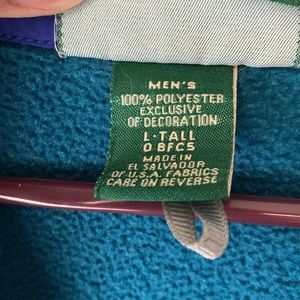 MEN'S
100% POLYESTER
EXCLUSIVE
OF DECORATION
L-TALL
0 BFC5
MADE IN
EL SALVADOR
OF U.S.A. FABRICS
CARE ON REVERSE